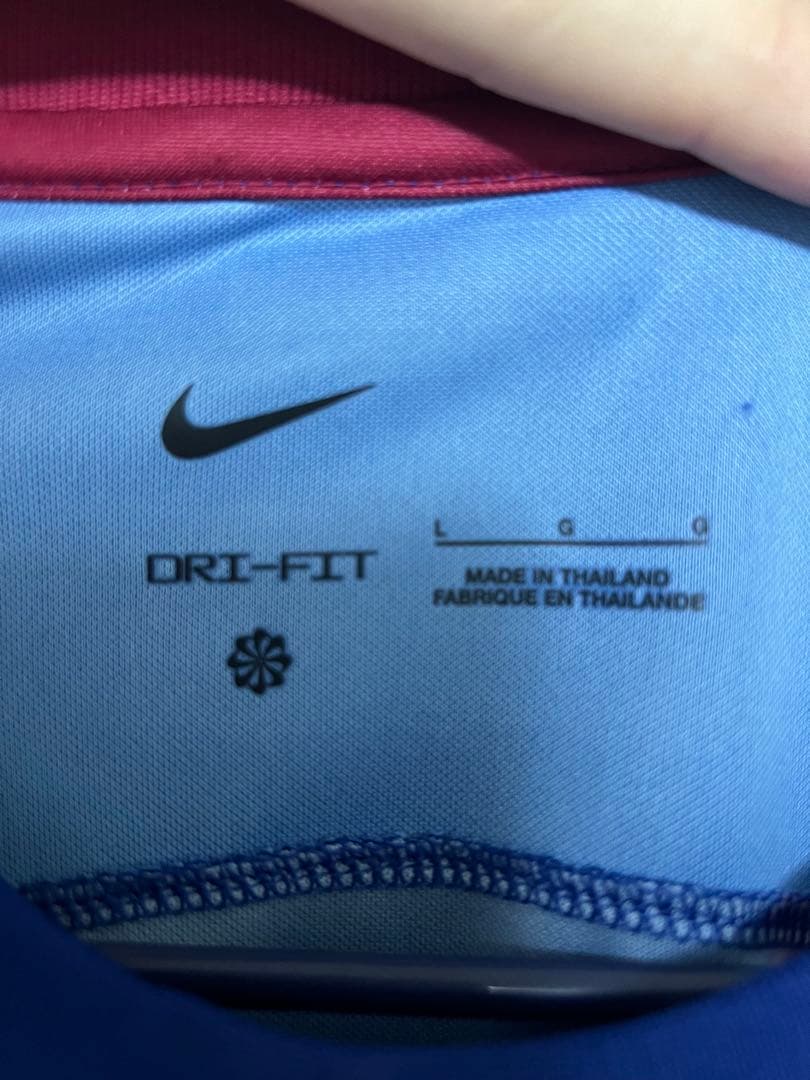 DRI-FIT
L G G
MADE IN THAILAND
FABRIQUE EN THAILANDE